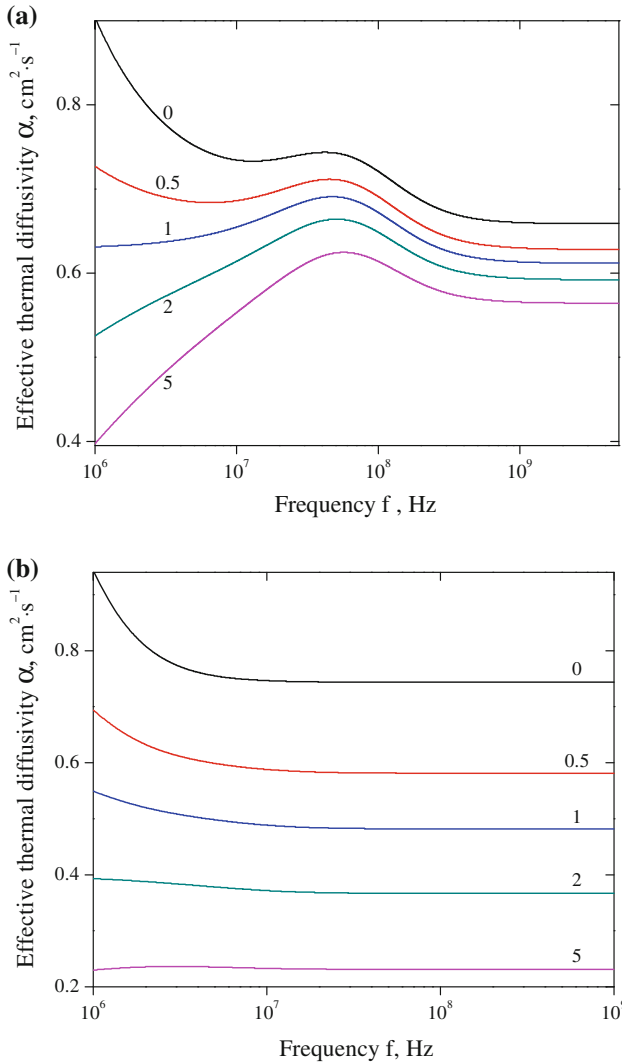 (a)
0.8
0.6
0.4
Effective thermal diffusivity α, cm²·s⁻¹
0
0.5
1
2
5
10⁶ 10⁷ 10⁸ 10⁹
Frequency f , Hz
(b)
0.8
0.6
0.4
0.2
Effective thermal diffusivity α, cm²·s⁻¹
0
0.5
1
2
5
10⁶ 10⁷ 10⁸ 10⁹
Frequency f, Hz